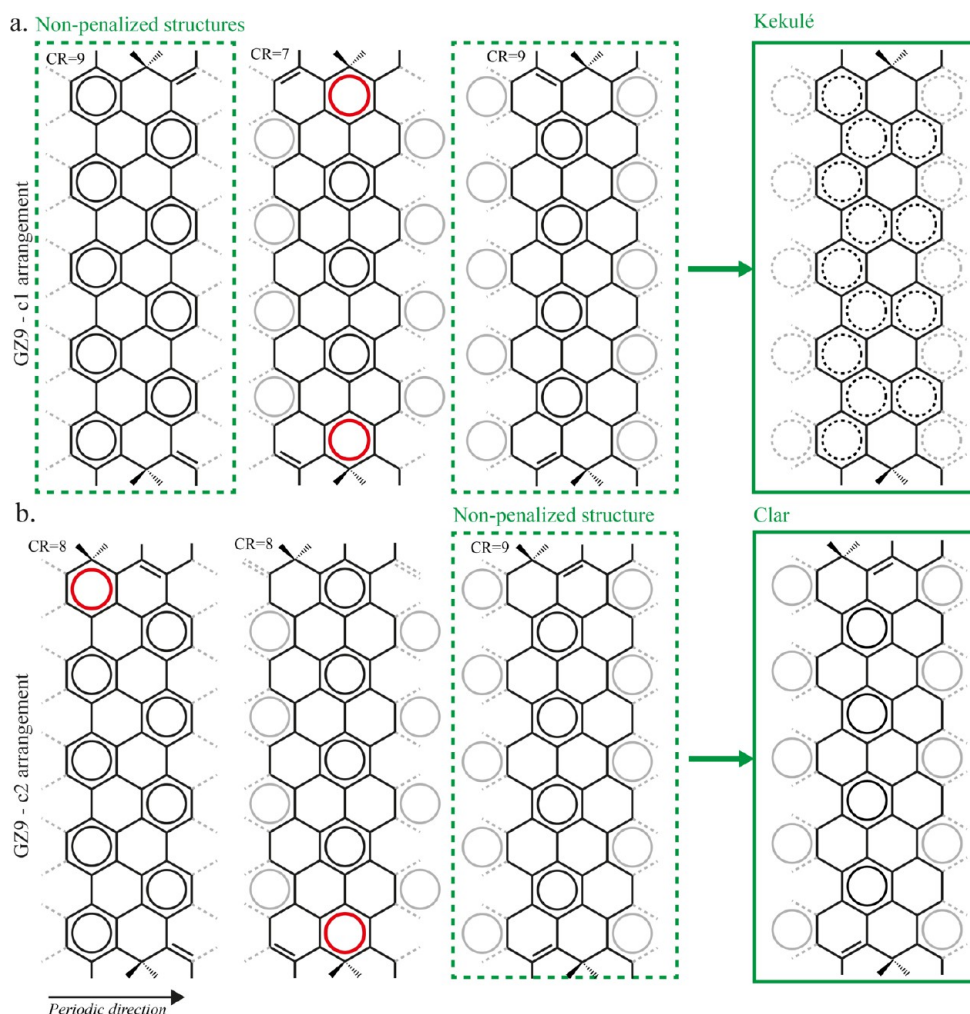 a. Non-penalized structures
Kekulé
CR=9
CR=7
CR=9
GZ9 - c1 arrangement
b.
Non-penalized structure
Clar
CR=8
CR=8
CR=9
GZ9 - c2 arrangement
Periodic direction